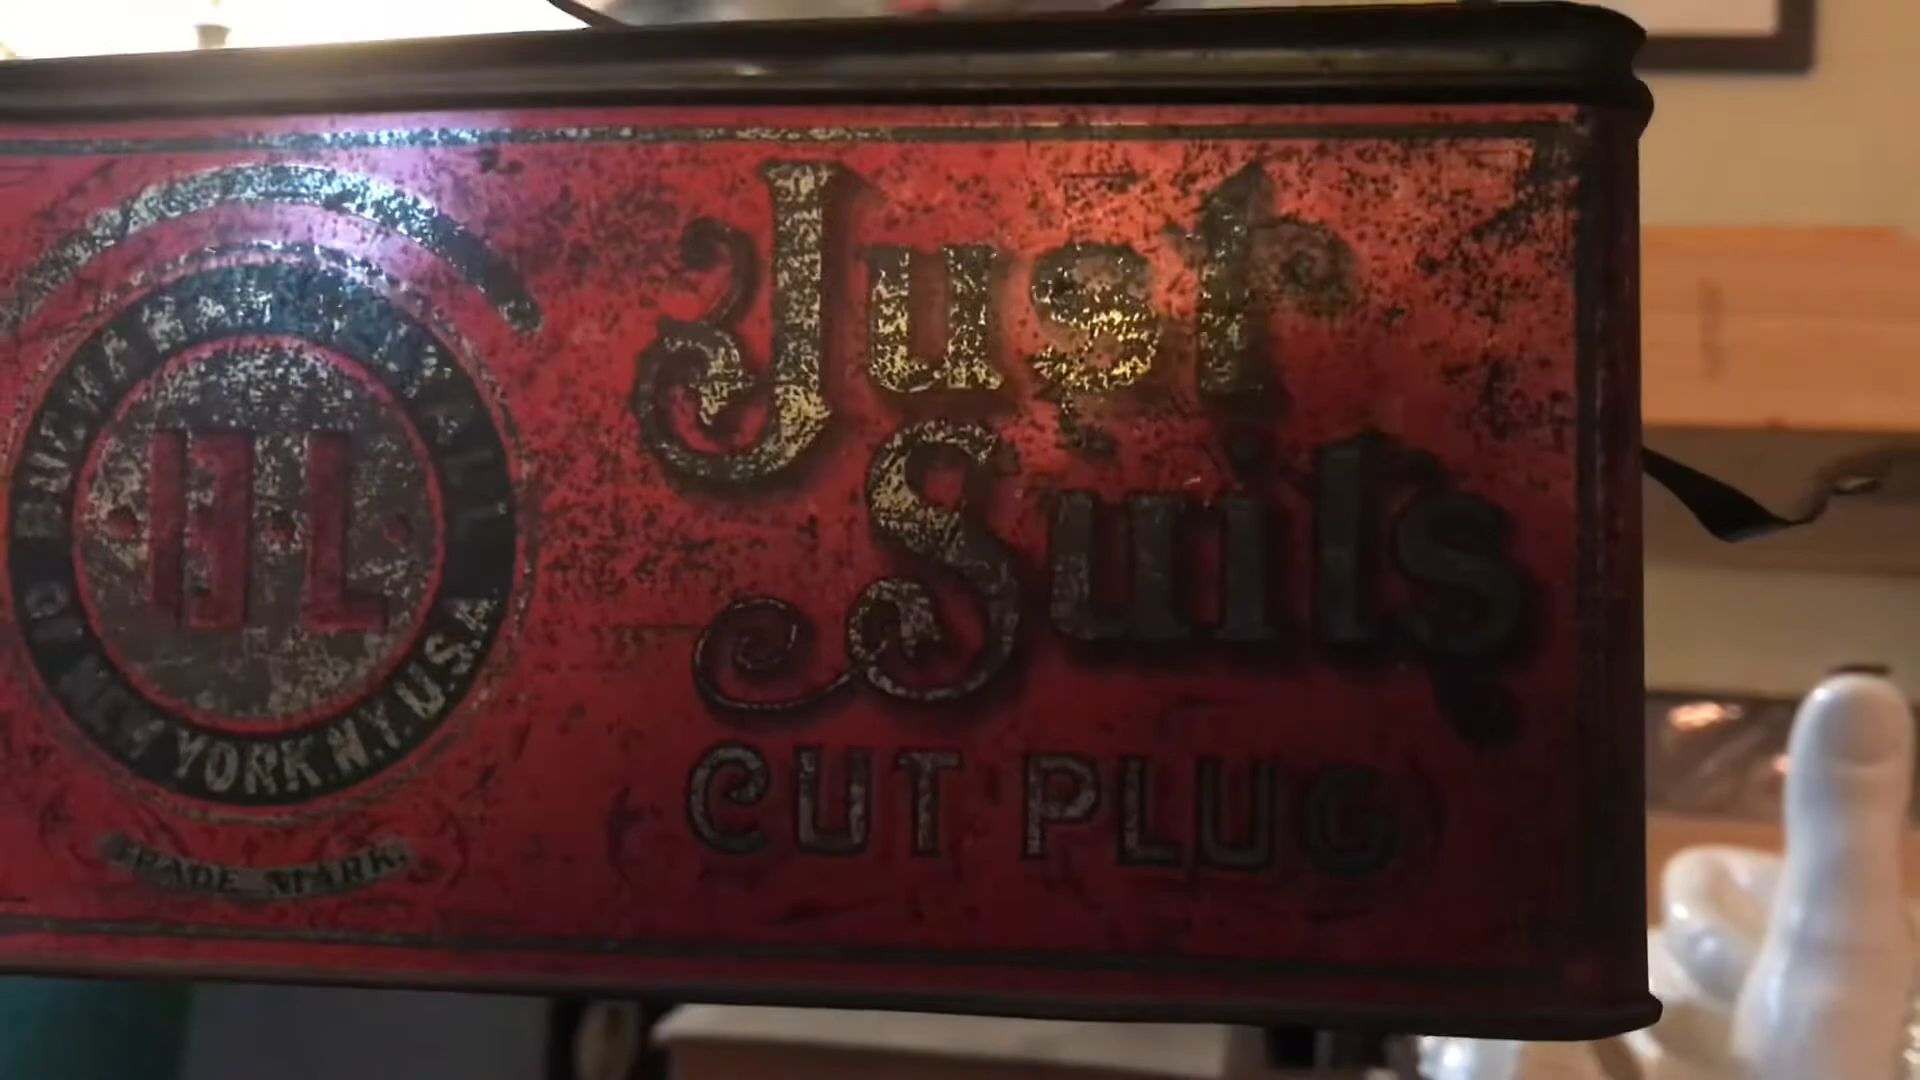 Just
Suits
CUT PLUG
B·L
YORK. N.Y. U.S.A.
TRADE MARK.